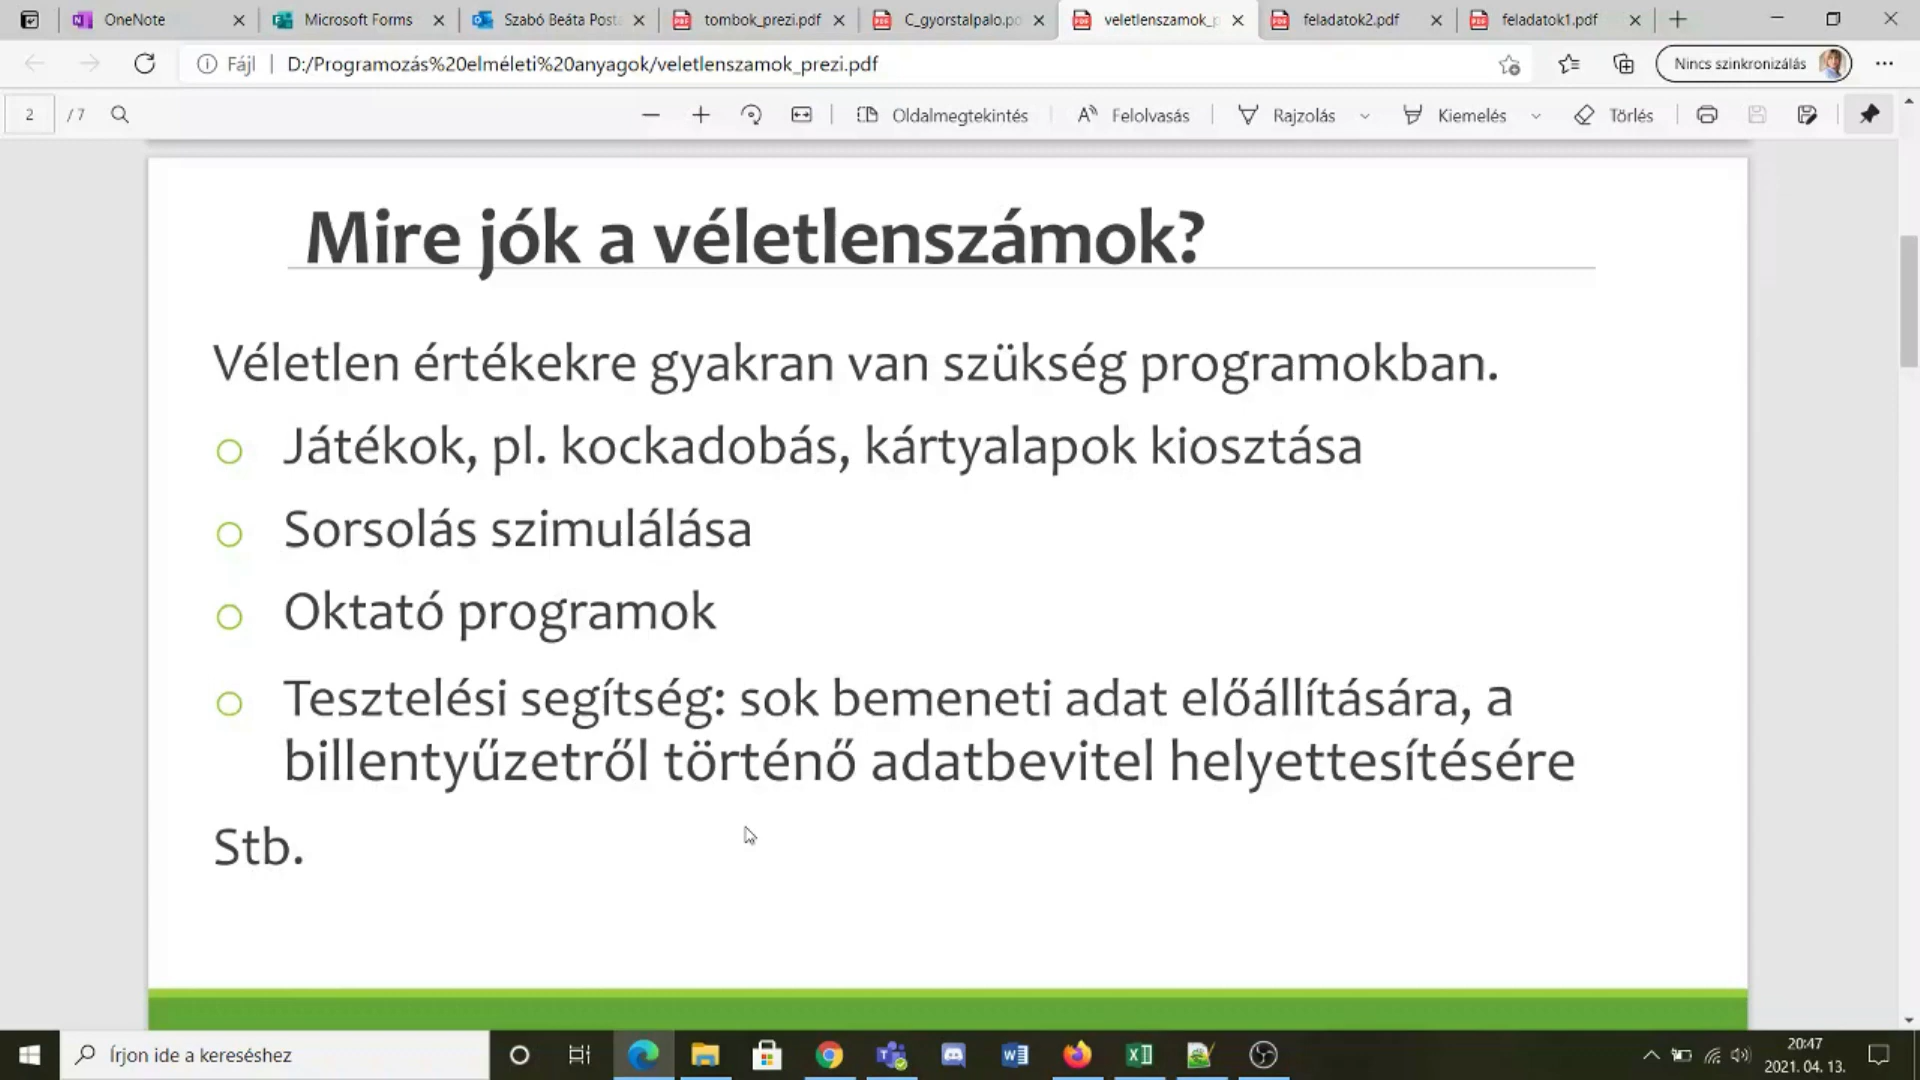 OneNote
Microsoft Forms
Szabó Beáta Post
tombok_prezi.pdf
C_gyorstalpalo.po
veletlenszamok_p
feladatok2.pdf
feladatok1.pdf
Fájl
D:/Programozás%20elméleti%20anyagok/veletlenszamok_prezi.pdf
Nincs szinkronizálás
2 / 7
Oldalmegtekintés
Felolvasás
Rajzolás
Kiemelés
Törlés
Mire jók a véletlenszámok?
Véletlen értékekre gyakran van szükség programokban.
Játékok, pl. kockadobás, kártyalapok kiosztása
Sorsolás szimulálása
Oktató programok
Tesztelési segítség: sok bemeneti adat előállítására, a
billentyűzetről történő adatbevitel helyettesítésére
Stb.
Írjon ide a kereséshez
20:47
2021. 04. 13.